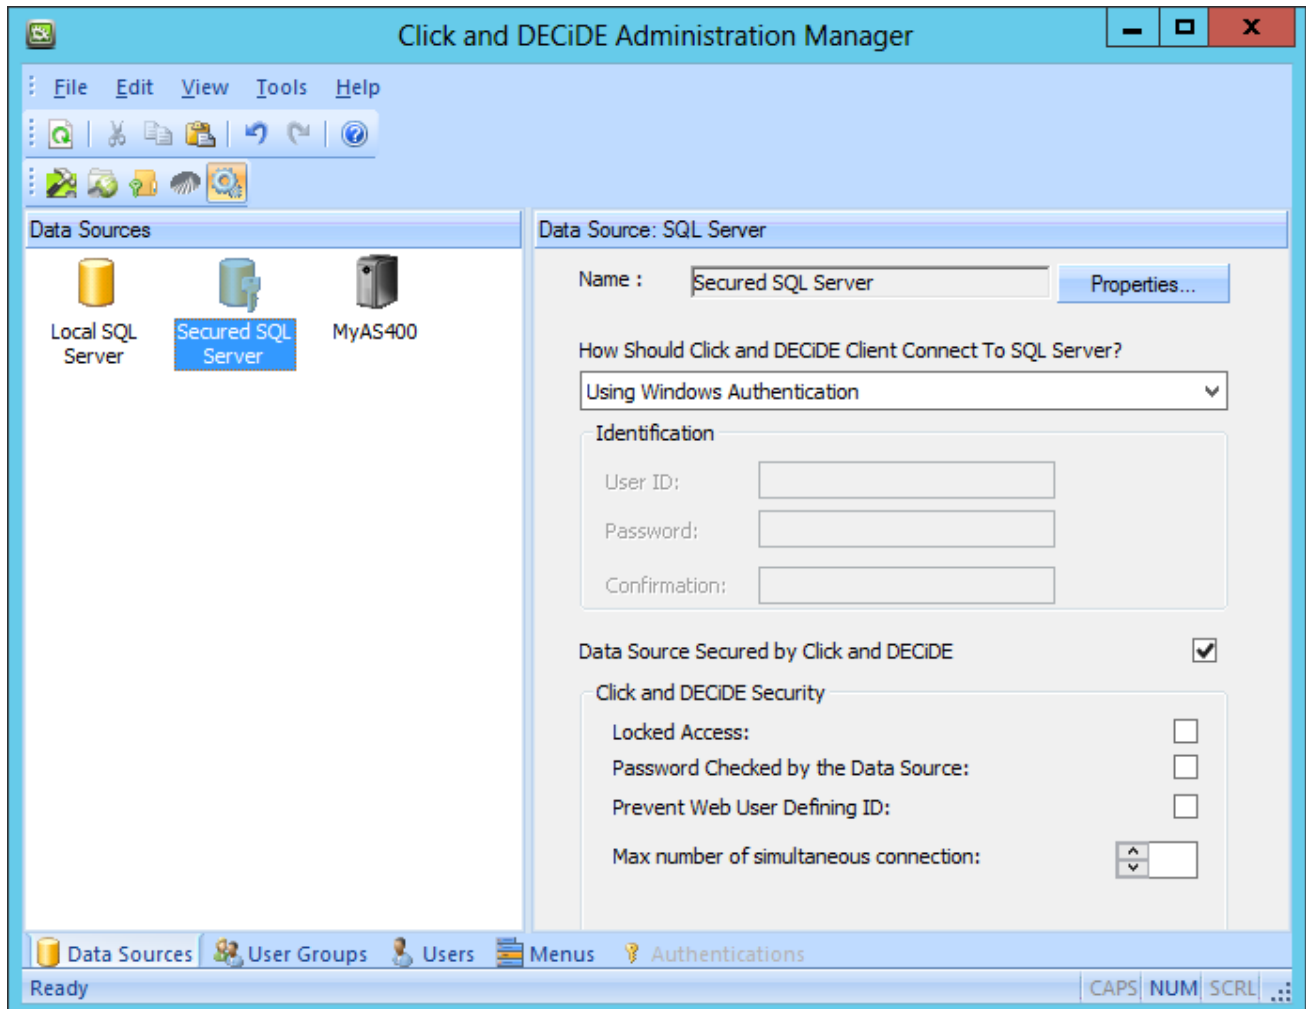 Click and DECiDE Administration Manager
File Edit View Tools Help
Data Sources
Local SQL
Server
Secured SQL
Server
MyAS400
Data Source: SQL Server
Name :
Secured SQL Server
Properties...
How Should Click and DECiDE Client Connect To SQL Server?
Using Windows Authentication
Identification
User ID:
Password:
Confirmation:
Data Source Secured by Click and DECiDE
Click and DECiDE Security
Locked Access:
Password Checked by the Data Source:
Prevent Web User Defining ID:
Max number of simultaneous connection:
Data Sources User Groups Users Menus Authentications
Ready CAPS NUM SCRL